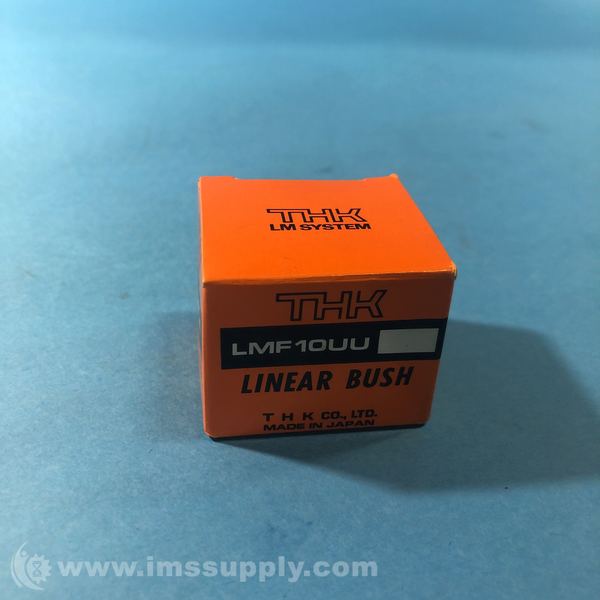 THK
LM SYSTEM
THK
LMF10UU
LINEAR BUSH
T H K CO., LTD.
MADE IN JAPAN
www.imssupply.com